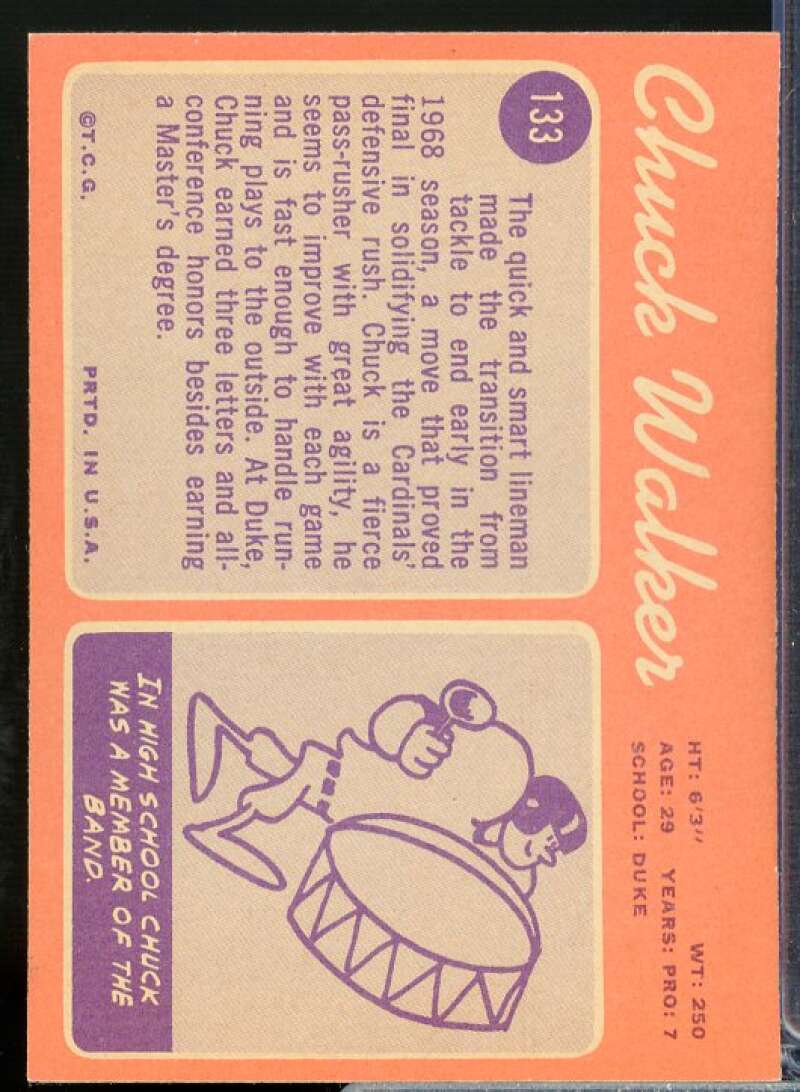 Chuck Walker
HT: 6'3" WT: 250
AGE: 29 YEARS: PRO: 7
SCHOOL: DUKE
133
The quick and smart lineman
made the transition from
tackle to end early in the
1968 season, a move that proved
final in solidifying the Cardinals'
defensive rush. Chuck is a fierce
pass-rusher with great agility, he
seems to improve with each game
and is fast enough to handle run-
ning plays to the outside. At Duke,
Chuck earned three letters and all-
conference honors besides earning
a Master's degree.
©T.C.G. PRTD. IN U.S.A.
IN HIGH SCHOOL CHUCK
WAS A MEMBER OF THE
BAND.